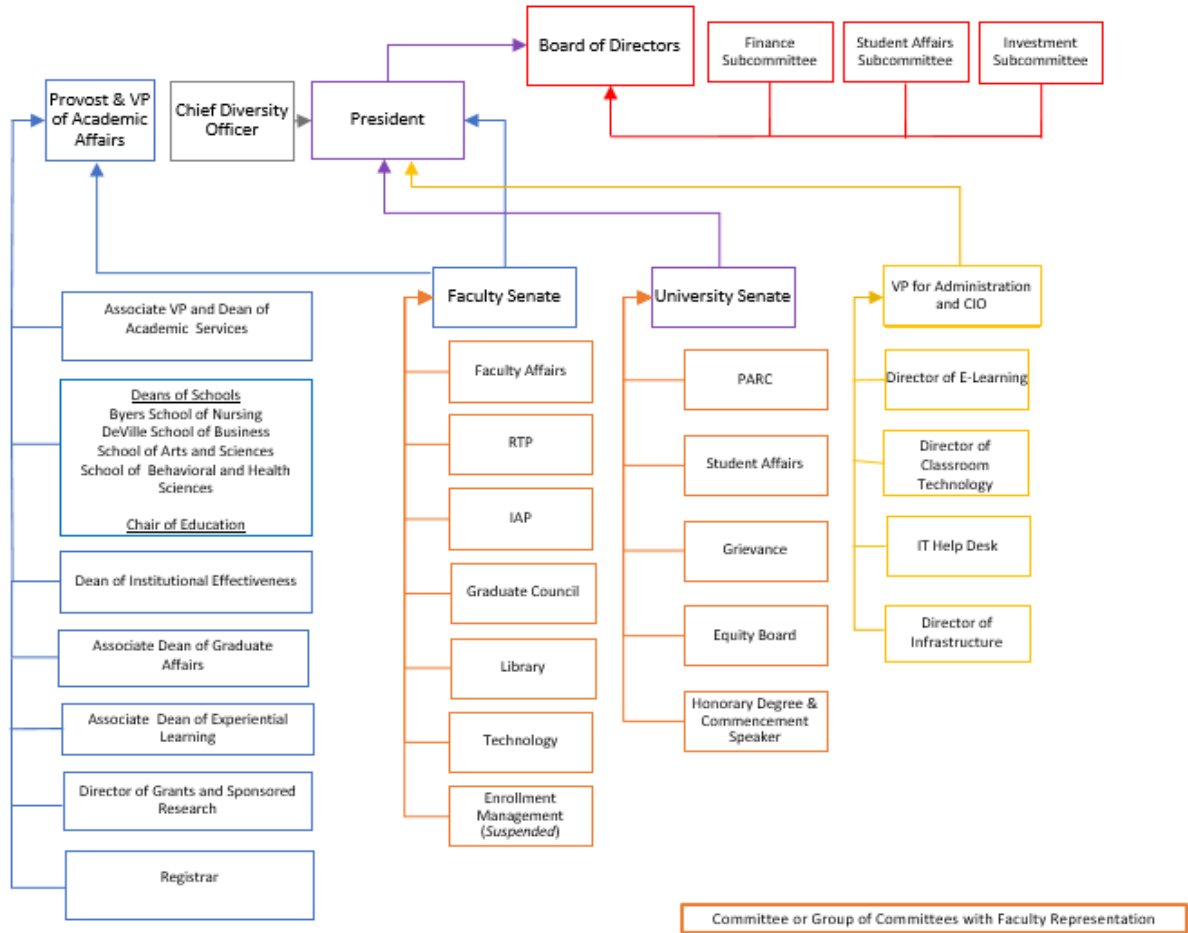 Board of Directors
Finance
Subcommittee
Student Affairs
Subcommittee
Investment
Subcommittee
Provost & VP
of Academic
Affairs
Chief Diversity
Officer
President
Faculty Senate
University Senate
VP for Administration
and CIO
Associate VP and Dean of
Academic Services
Deans of Schools
Byers School of Nursing
DeVille School of Business
School of Arts and Sciences
School of Behavioral and Health
Sciences
Chair of Education
Dean of Institutional Effectiveness
Associate Dean of Graduate
Affairs
Associate Dean of Experiential
Learning
Director of Grants and Sponsored
Research
Registrar
Faculty Affairs
RTP
IAP
Graduate Council
Library
Technology
Enrollment
Management
(Suspended)
PARC
Student Affairs
Grievance
Equity Board
Honorary Degree &
Commencement
Speaker
Director of E-Learning
Director of
Classroom
Technology
IT Help Desk
Director of
Infrastructure
Committee or Group of Committees with Faculty Representation